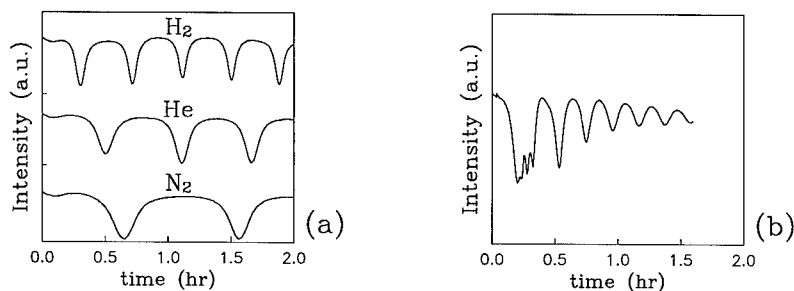 H2
He
N2
Intensity (a.u.)
0.0 0.5 1.0 1.5 2.0
time (hr)
(a)
Intensity (a.u.)
0.0 0.5 1.0 1.5 2.0
time (hr)
(b)